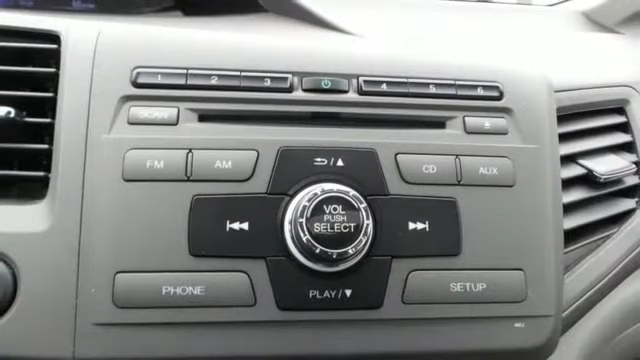 1 2 3 4 5 6
SCAN
FM AM
/▲
CD AUX
VOL
PUSH
SELECT
PHONE
PLAY/▼
SETUP